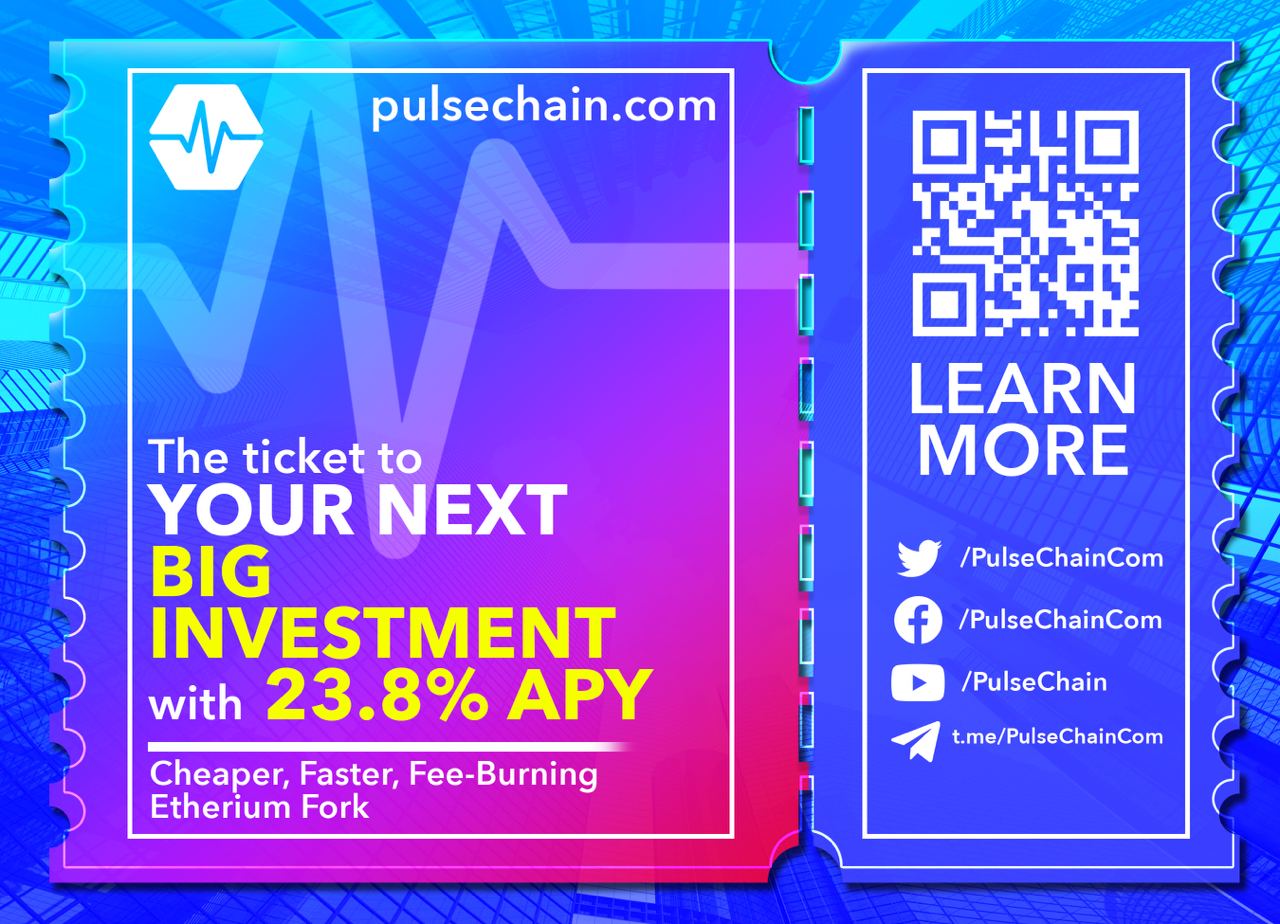 pulsechain.com
The ticket to
YOUR NEXT
BIG
INVESTMENT
with 23.8% APY
Cheaper, Faster, Fee-Burning
Etherium Fork
LEARN
MORE
/PulseChainCom
/PulseChainCom
/PulseChain
t.me/PulseChainCom